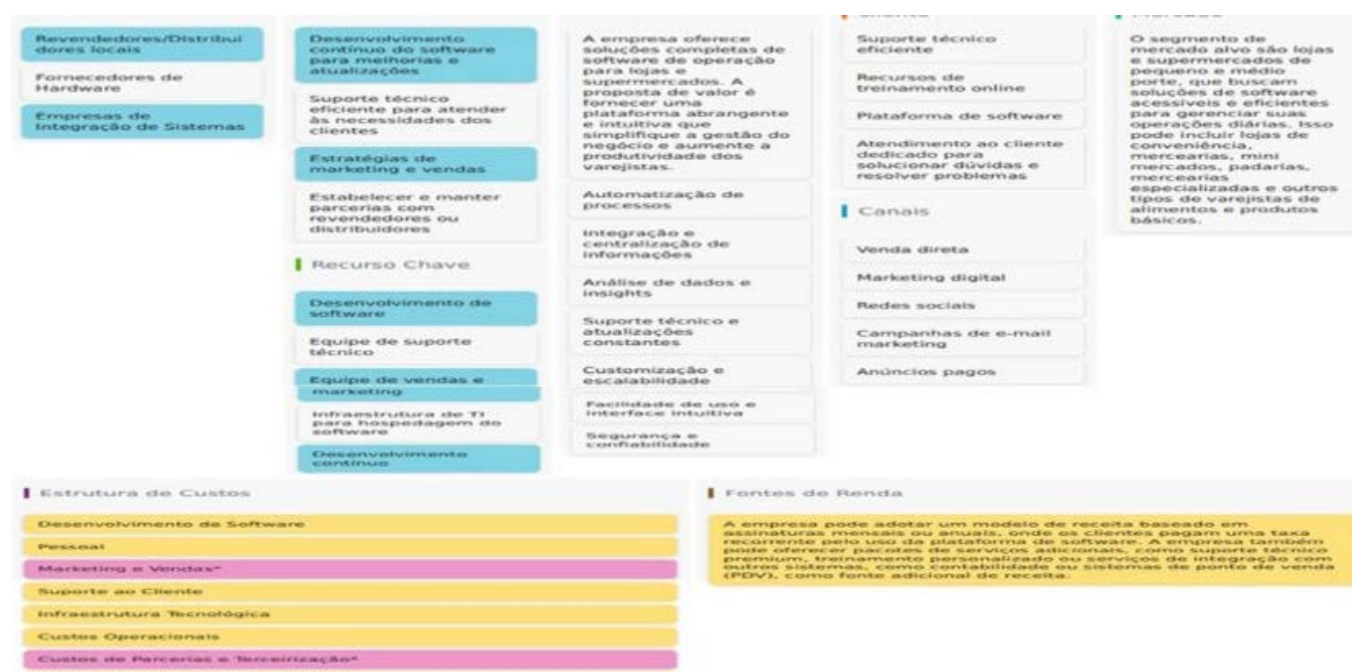 Revendedores/Distribui
dores locais
Fornecedores de
Hardware
Empresas de
Integração de Sistemas
Desenvolvimento
contínuo do software
para melhorias e
atualizações
Suporte técnico
eficiente para atender
às necessidades dos
clientes
Estratégias de
marketing e vendas
Estabelecer e manter
parcerias com
revendedores ou
distribuidores
Recurso Chave
Desenvolvimento de
software
Equipe de suporte
técnico
Equipe de vendas e
marketing
Infraestrutura de TI
para hospedagem do
software
Desenvolvimento
contínuo
A empresa oferece
soluções completas de
software de operação
para lojas e
supermercados. A
proposta de valor é
fornecer uma
plataforma abrangente
e intuitiva que
simplifique a gestão do
negócio e aumente a
produtividade dos
varejistas.
Automatização de
processos
Integração e
centralização de
informações
Análise de dados e
insights
Suporte técnico e
atualizações
constantes
Customização e
escalabilidade
Facilidade de uso e
interface intuitiva
Segurança e
confiabilidade
Suporte técnico
eficiente
Recursos de
treinamento online
Plataforma de software
Atendimento ao cliente
dedicado para
solucionar dúvidas e
resolver problemas
Canais
Venda direta
Marketing digital
Redes sociais
Campanhas de e-mail
marketing
Anúncios pagos
O segmento de
mercado alvo são lojas
e supermercados de
pequeno e médio
porte, que buscam
soluções de software
acessíveis e eficientes
para gerenciar suas
operações diárias. Isso
pode incluir lojas de
conveniência,
mercearias, mini
mercados, padarias,
mercearias
especializadas e outros
tipos de varejistas de
alimentos e produtos
básicos.
Estrutura de Custos
Desenvolvimento de Software
Pessoal
Marketing e Vendas*
Suporte ao Cliente
Infraestrutura Tecnológica
Custos Operacionais
Custos de Parcerias e Terceirização*
Fontes de Renda
A empresa pode adotar um modelo de receita baseado em
assinaturas mensais ou anuais, onde os clientes pagam uma taxa
recorrente pelo uso da plataforma de software. A empresa também
pode oferecer pacotes de serviços adicionais, como suporte técnico
premium, treinamento personalizado ou serviços de integração com
outros sistemas, como contabilidade ou sistemas de ponto de venda
(PDV), como fonte adicional de receita.